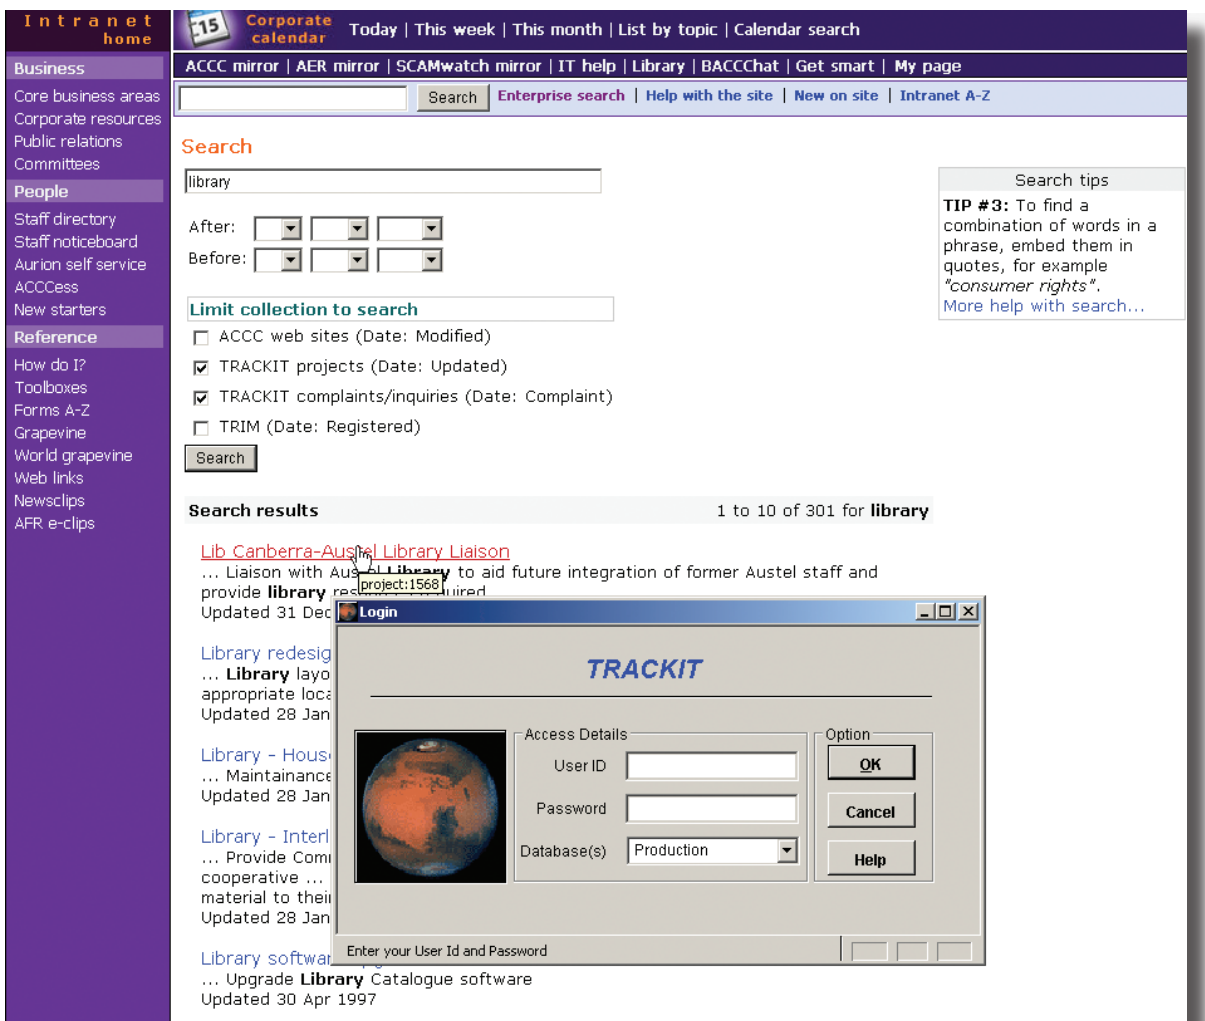 Intranet
home
Business
Core business areas
Corporate resources
Public relations
Committees
People
Staff directory
Staff noticeboard
Aurion self service
ACCCess
New starters
Reference
How do I?
Toolboxes
Forms A-Z
Grapevine
World grapevine
Web links
Newsclips
AFR e-clips
15 Corporate calendar Today | This week | This month | List by topic | Calendar search
ACCC mirror | AER mirror | SCAMwatch mirror | IT help | Library | BACCChat | Get smart | My page
Search Enterprise search | Help with the site | New on site | Intranet A-Z
Search
library
After:
Before:
Limit collection to search
ACCC web sites (Date: Modified)
TRACKIT projects (Date: Updated)
TRACKIT complaints/inquiries (Date: Complaint)
TRIM (Date: Registered)
Search
Search tips
TIP #3: To find a
combination of words in a
phrase, embed them in
quotes, for example
"consumer rights".
More help with search...
Search results 1 to 10 of 301 for library
Lib Canberra-Austel Library Liaison
... Liaison with Austel Library to aid future integration of former Austel staff and
provide library
project:1568
Updated 31 Dec
Library redesig
... Library layo
appropriate loca
Updated 28 Jan
Library - Hous
... Maintainance
Updated 28 Jan
Library - Interl
... Provide Com
cooperative ...
material to thei
Updated 28 Jan
Library softwar
... Upgrade Library Catalogue software
Updated 30 Apr 1997
Login
TRACKIT
Access Details
User ID
Password
Database(s) Production
Option
OK
Cancel
Help
Enter your User Id and Password